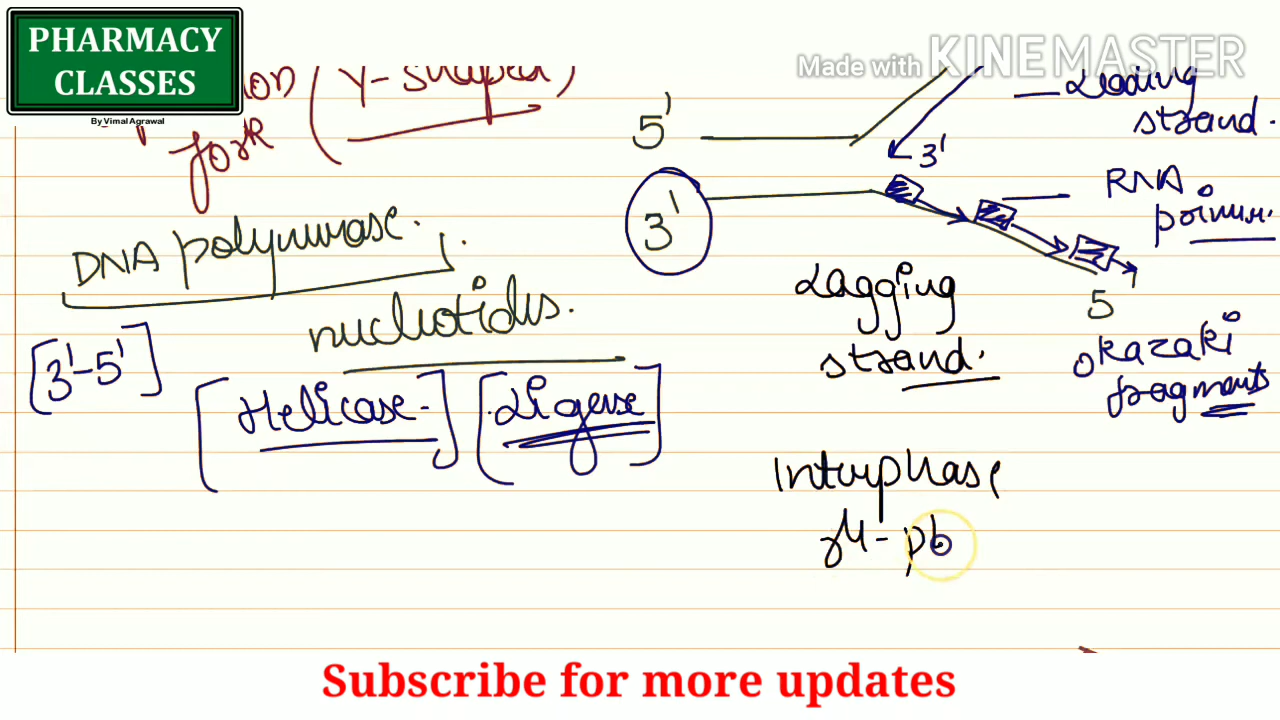 PHARMACY
CLASSES
By Vimal Agrawal
Made with KINEMASTER
fork (Y-shaped)
5'
3'
Leading
strand.
3'
RNA
primer.
DNA polymerase.
nucleotides.
[3'-5']
[Helicase] [Ligase]
Lagging
strand.
5'
okazaki
fragments
Interphase
M-ph
Subscribe for more updates